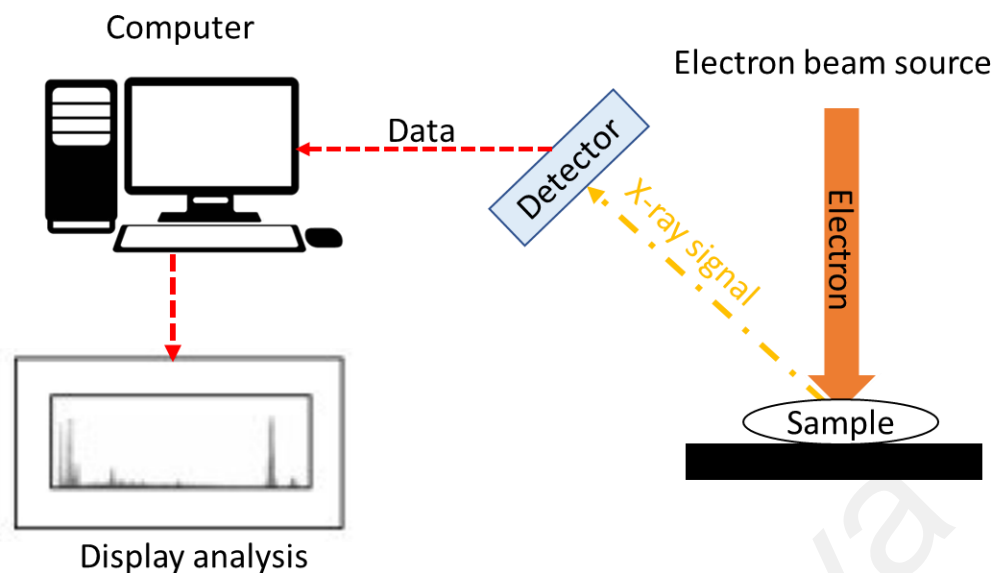 Computer
Electron beam source
Data
Detector
X-ray signal
Electron
Sample
Display analysis